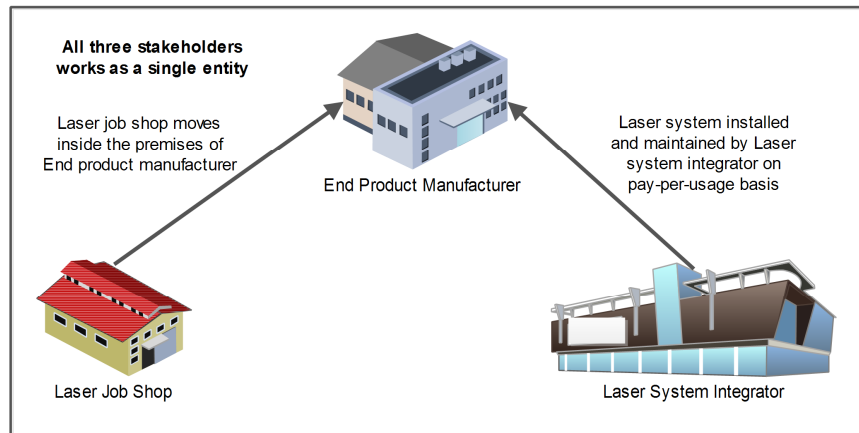 All three stakeholders
works as a single entity
Laser job shop moves
inside the premises of
End product manufacturer
Laser system installed
and maintained by Laser
system integrator on
pay-per-usage basis
End Product Manufacturer
Laser Job Shop
Laser System Integrator